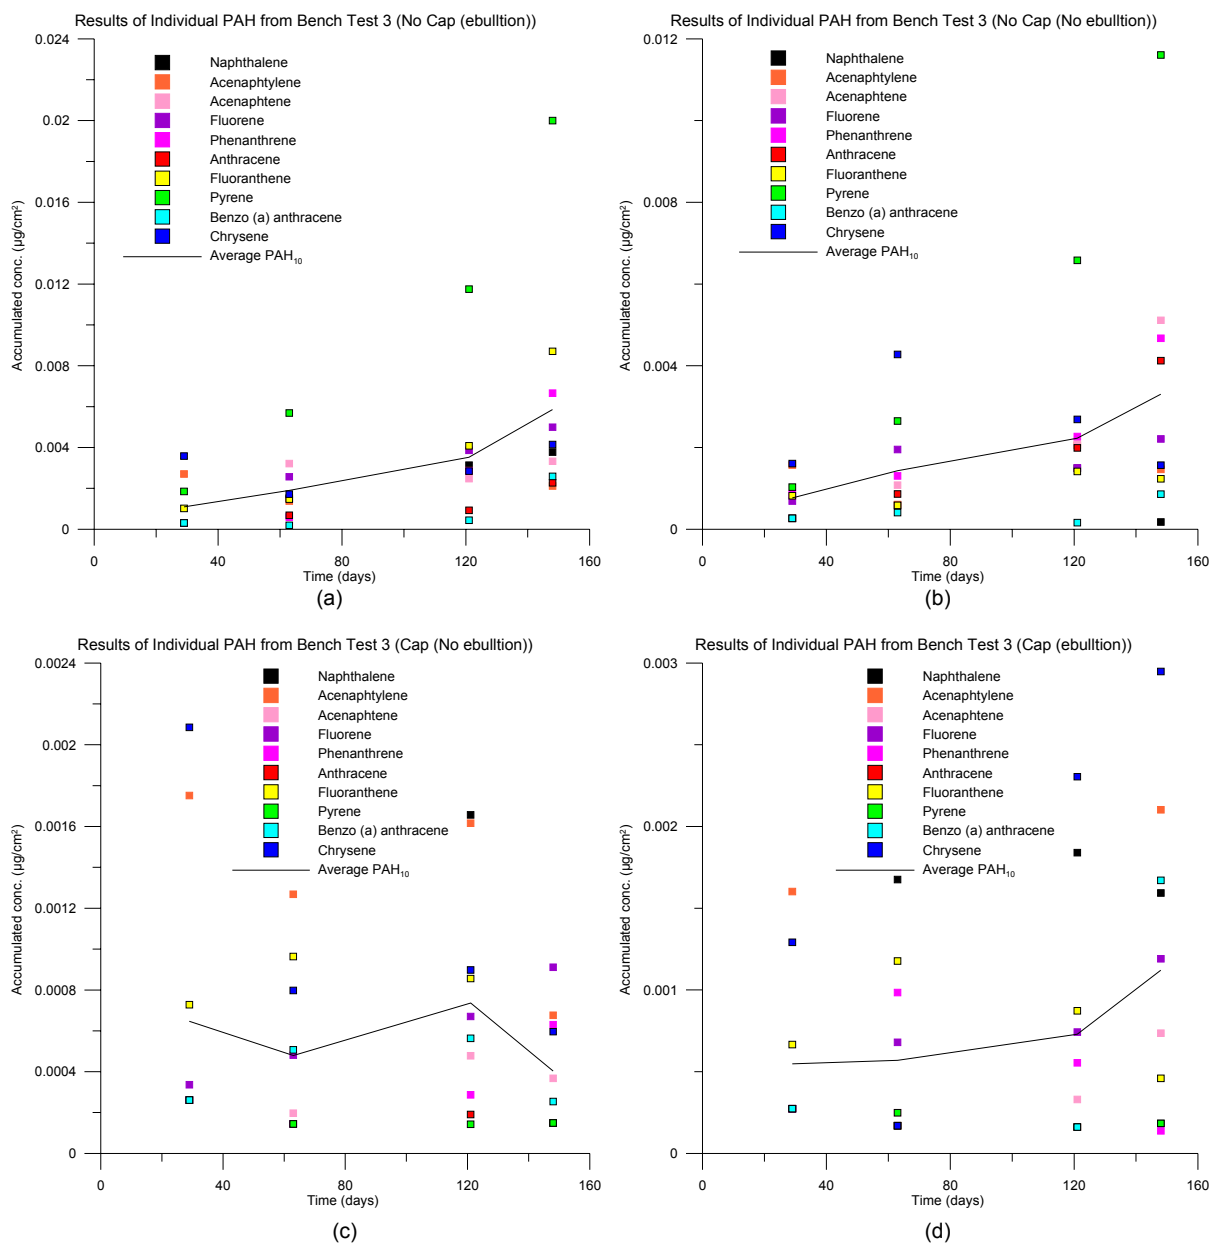 Results of Individual PAH from Bench Test 3 (No Cap (ebulltion))
0.024
0.02
0.016
0.012
0.008
0.004
0
Accumulated conc. (µg/cm²)
Naphthalene
Acenaphtylene
Acenaphtene
Fluorene
Phenanthrene
Anthracene
Fluoranthene
Pyrene
Benzo (a) anthracene
Chrysene
Average PAH₁₀
0 40 80 120 160
Time (days)
(a)
Results of Individual PAH from Bench Test 3 (No Cap (No ebulltion))
0.012
0.008
0.004
0
Accumulated conc. (µg/cm²)
Naphthalene
Acenaphtylene
Acenaphtene
Fluorene
Phenanthrene
Anthracene
Fluoranthene
Pyrene
Benzo (a) anthracene
Chrysene
Average PAH₁₀
0 40 80 120 160
Time (days)
(b)
Results of Individual PAH from Bench Test 3 (Cap (No ebulltion))
0.0024
0.002
0.0016
0.0012
0.0008
0.0004
0
Accumulated conc. (µg/cm²)
Naphthalene
Acenaphtylene
Acenaphtene
Fluorene
Phenanthrene
Anthracene
Fluoranthene
Pyrene
Benzo (a) anthracene
Chrysene
Average PAH₁₀
0 40 80 120 160
Time (days)
(c)
Results of Individual PAH from Bench Test 3 (Cap (ebulltion))
0.003
0.002
0.001
0
Accumulated conc. (µg/cm²)
Naphthalene
Acenaphtylene
Acenaphtene
Fluorene
Phenanthrene
Anthracene
Fluoranthene
Pyrene
Benzo (a) anthracene
Chrysene
Average PAH₁₀
0 40 80 120 160
Time (days)
(d)